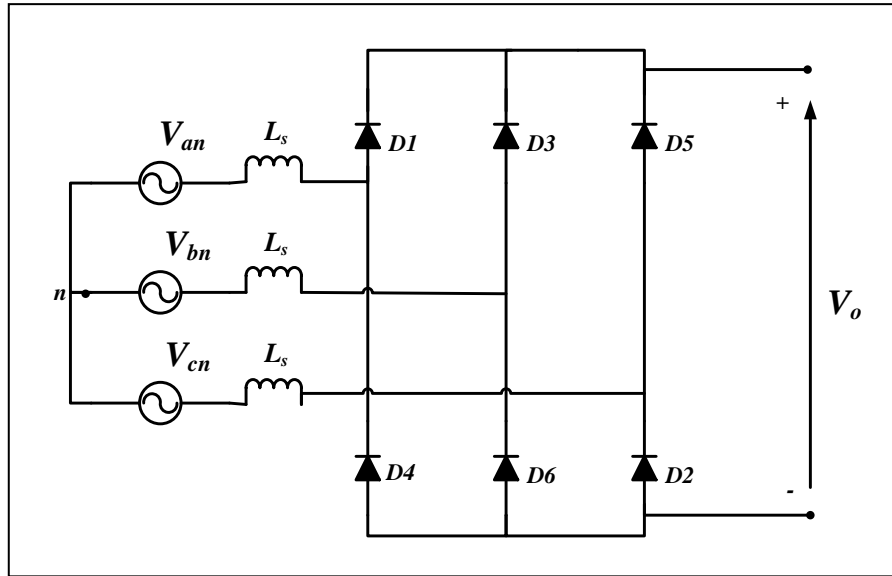 V_an
L_s
D1
D3
D5
+
V_bn
L_s
n
V_o
V_cn
L_s
D4
D6
D2
-